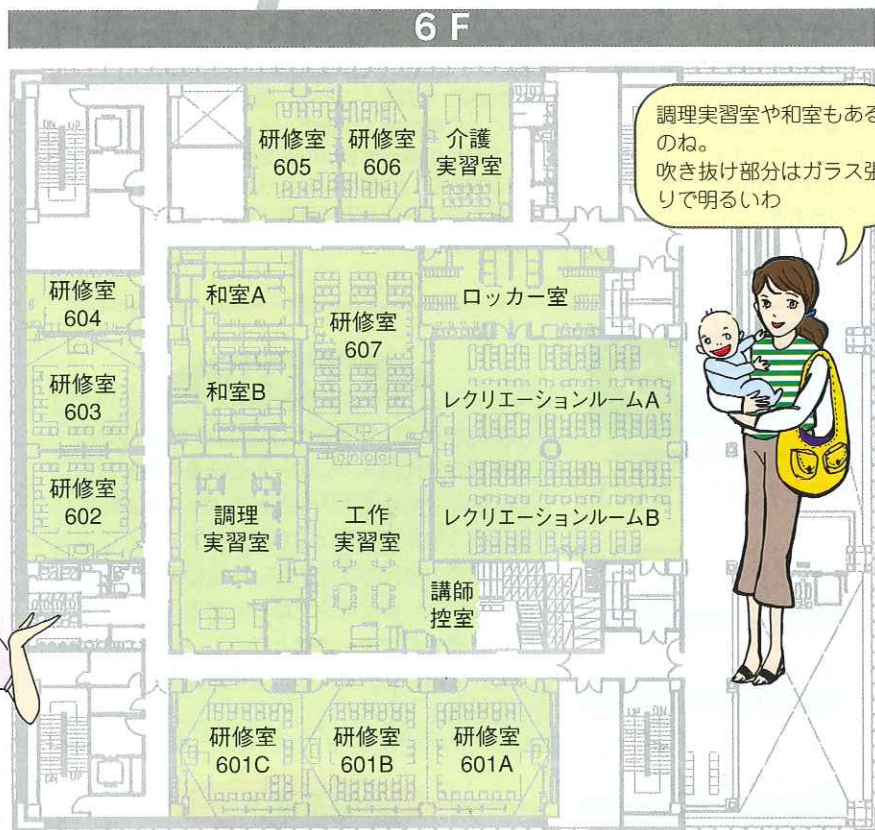 6F
調理実習室や和室もある
のね。
吹き抜け部分はガラス張
りで明るいわ
研修室
605
研修室
606
介護
実習室
研修室
604
和室A
研修室
607
ロッカー室
研修室
603
和室B
レクリエーションルームA
研修室
602
調理
実習室
工作
実習室
レクリエーションルームB
講師
控室
研修室
601C
研修室
601B
研修室
601A